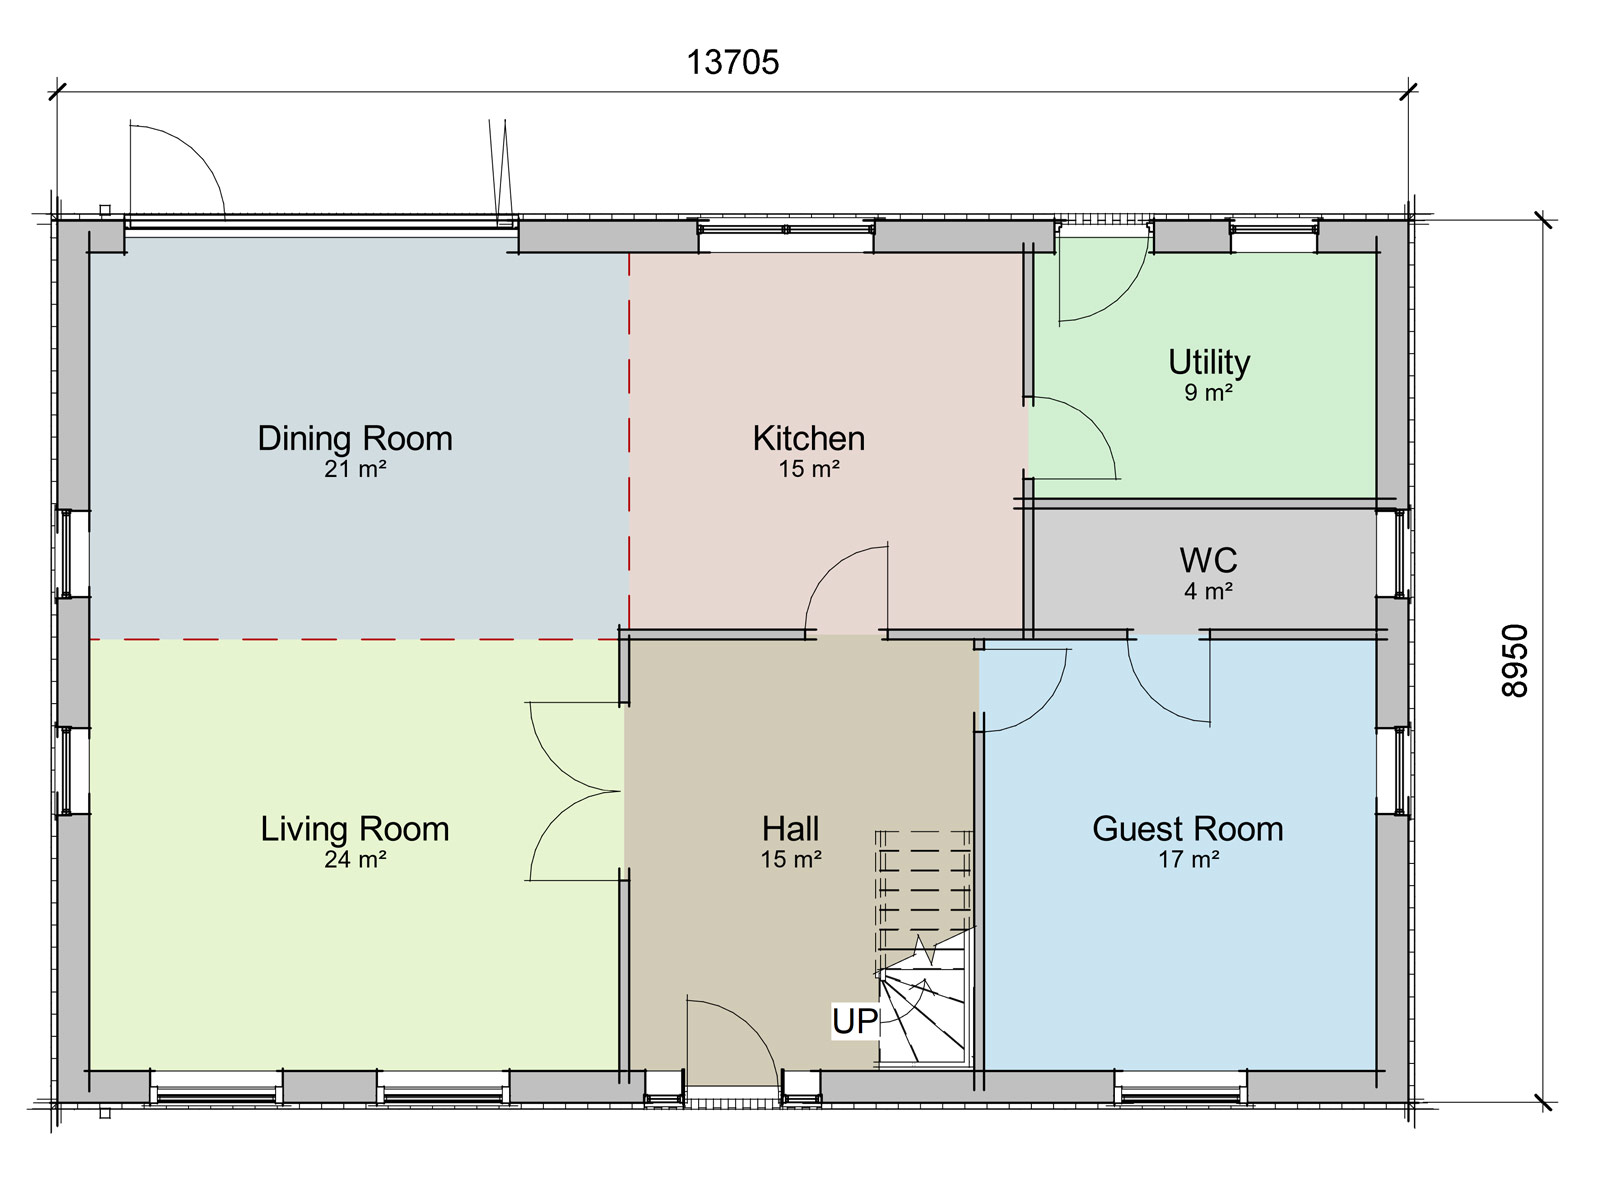 13705
Utility
9 m²
Dining Room
21 m²
Kitchen
15 m²
WC
4 m²
8950
Living Room
24 m²
Hall
15 m²
Guest Room
17 m²
UP